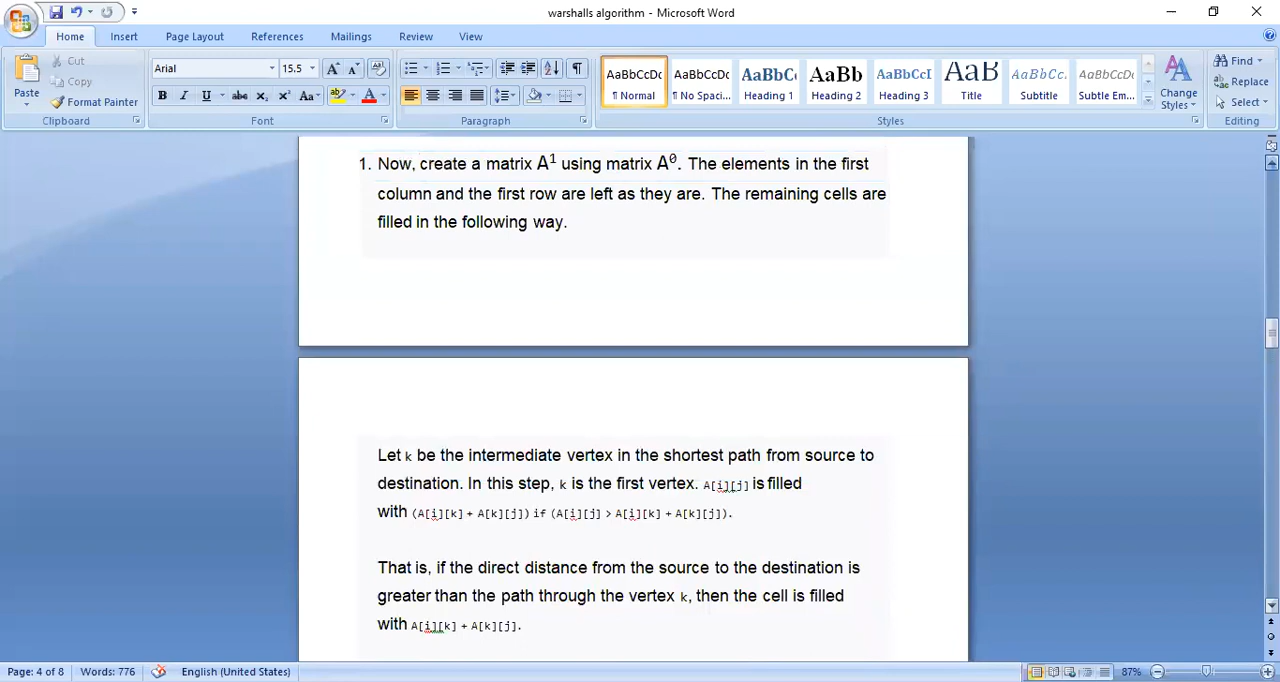 warshalls algorithm - Microsoft Word
Home Insert Page Layout References Mailings Review View
Paste Cut Copy Format Painter
Clipboard
Arial 15.5
B I U abc X₂ X² Aa A
Font
Paragraph
AaBbCcDc AaBbCcDc AaBbC AaBb AaBbCcI AaB AaBbCc. AaBbCcDc
¶ Normal ¶ No Spaci... Heading 1 Heading 2 Heading 3 Title Subtitle Subtle Em...
Styles
Change Styles
Find
Replace
Select
Editing
1. Now, create a matrix A¹ using matrix A⁰. The elements in the first
column and the first row are left as they are. The remaining cells are
filled in the following way.
Let k be the intermediate vertex in the shortest path from source to
destination. In this step, k is the first vertex. A[i][j] is filled
with (A[i][k] + A[k][j]) if (A[i][j] > A[i][k] + A[k][j]).
That is, if the direct distance from the source to the destination is
greater than the path through the vertex k, then the cell is filled
with A[i][k] + A[k][j].
Page: 4 of 8 Words: 776 English (United States) 87%